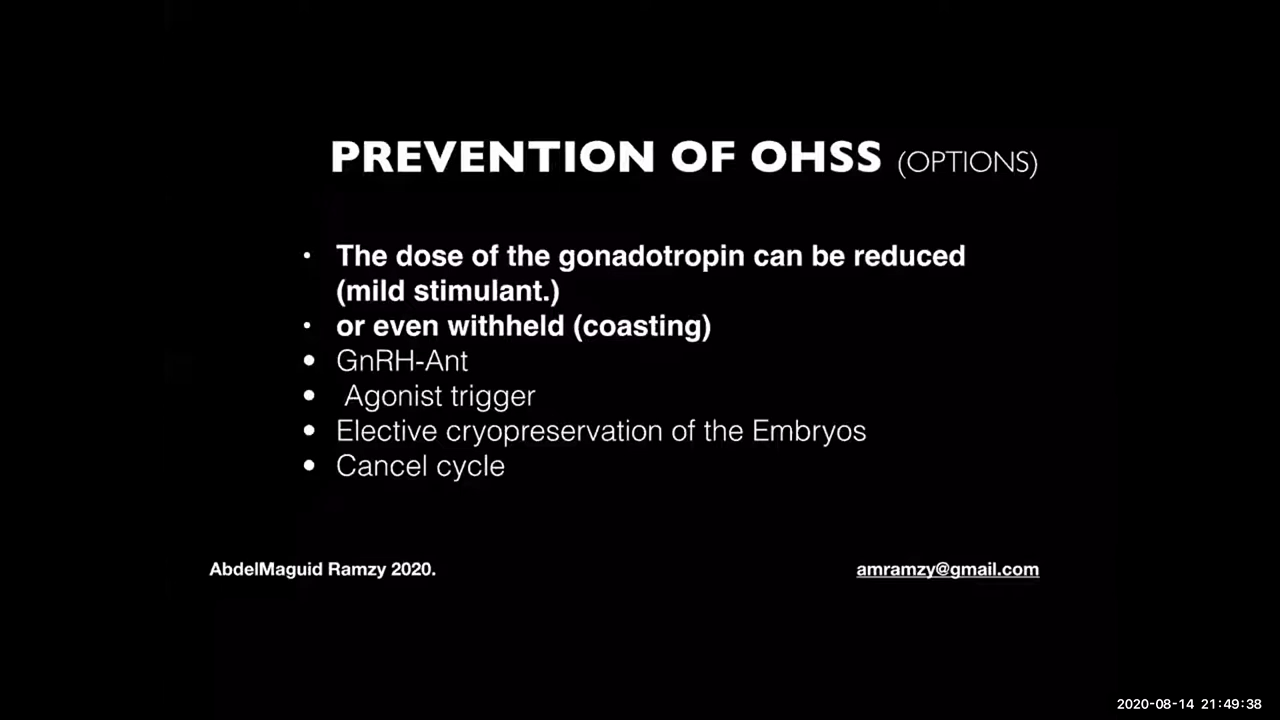 PREVENTION OF OHSS (OPTIONS)
· The dose of the gonadotropin can be reduced
(mild stimulant.)
· or even withheld (coasting)
• GnRH-Ant
• Agonist trigger
• Elective cryopreservation of the Embryos
• Cancel cycle
AbdelMaguid Ramzy 2020.
amramzy@gmail.com
2020-08-14 21:49:38